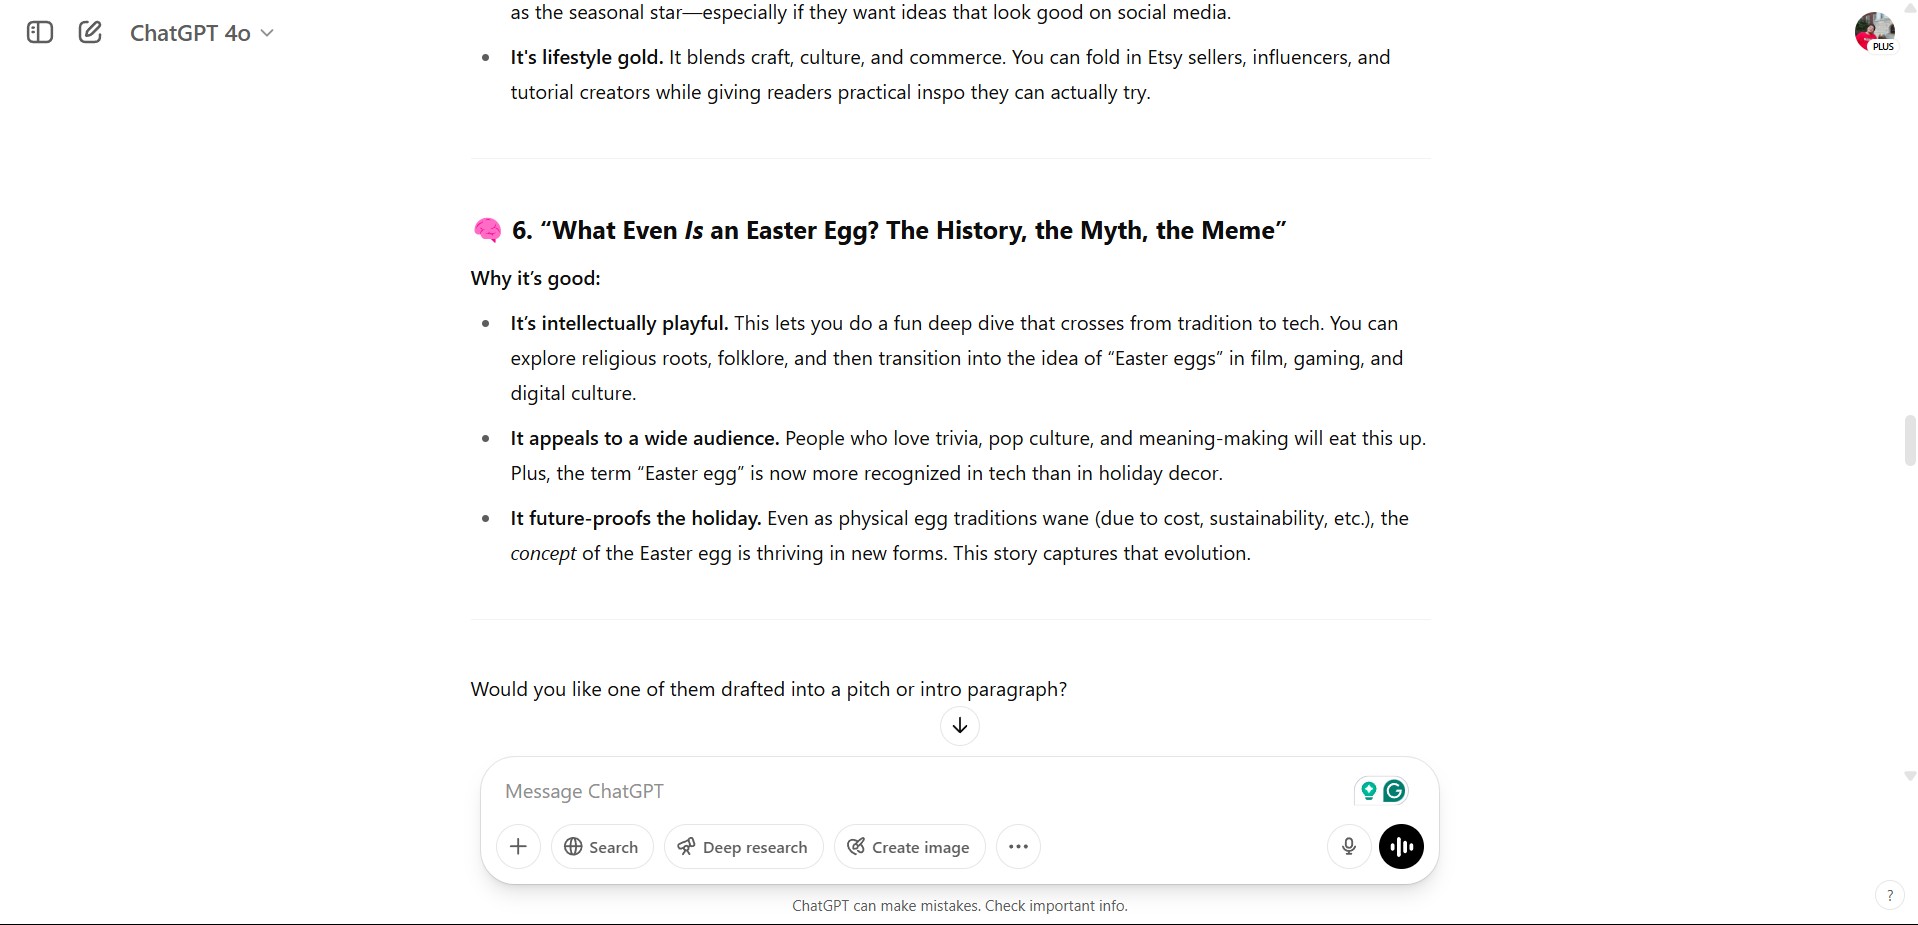 ChatGPT 4o
PLUS
as the seasonal star—especially if they want ideas that look good on social media.
• It's lifestyle gold. It blends craft, culture, and commerce. You can fold in Etsy sellers, influencers, and
tutorial creators while giving readers practical inspo they can actually try.
6. “What Even Is an Easter Egg? The History, the Myth, the Meme”
Why it’s good:
• It’s intellectually playful. This lets you do a fun deep dive that crosses from tradition to tech. You can
explore religious roots, folklore, and then transition into the idea of “Easter eggs” in film, gaming, and
digital culture.
• It appeals to a wide audience. People who love trivia, pop culture, and meaning-making will eat this up.
Plus, the term “Easter egg” is now more recognized in tech than in holiday decor.
• It future-proofs the holiday. Even as physical egg traditions wane (due to cost, sustainability, etc.), the
concept of the Easter egg is thriving in new forms. This story captures that evolution.
Would you like one of them drafted into a pitch or intro paragraph?
Message ChatGPT
Search
Deep research
Create image
ChatGPT can make mistakes. Check important info.
?